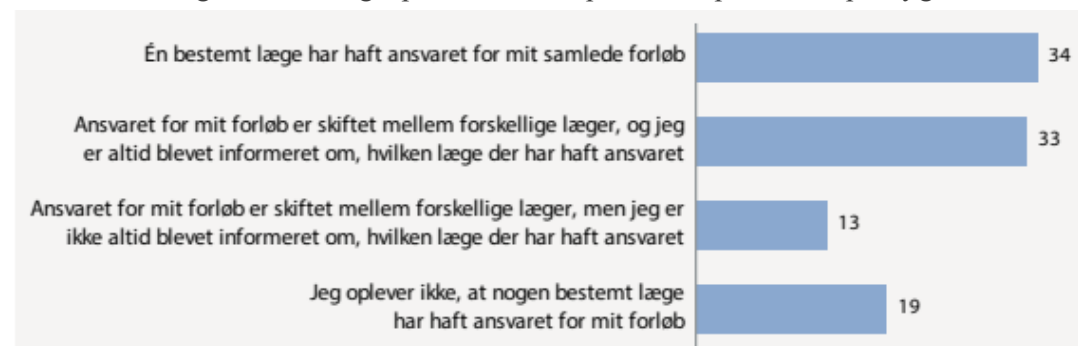 Én bestemt læge har haft ansvaret for mit samlede forløb
34
Ansvaret for mit forløb er skiftet mellem forskellige læger, og jeg
er altid blevet informeret om, hvilken læge der har haft ansvaret
33
Ansvaret for mit forløb er skiftet mellem forskellige læger, men jeg er
ikke altid blevet informeret om, hvilken læge der har haft ansvaret
13
Jeg oplever ikke, at nogen bestemt læge
har haft ansvaret for mit forløb
19